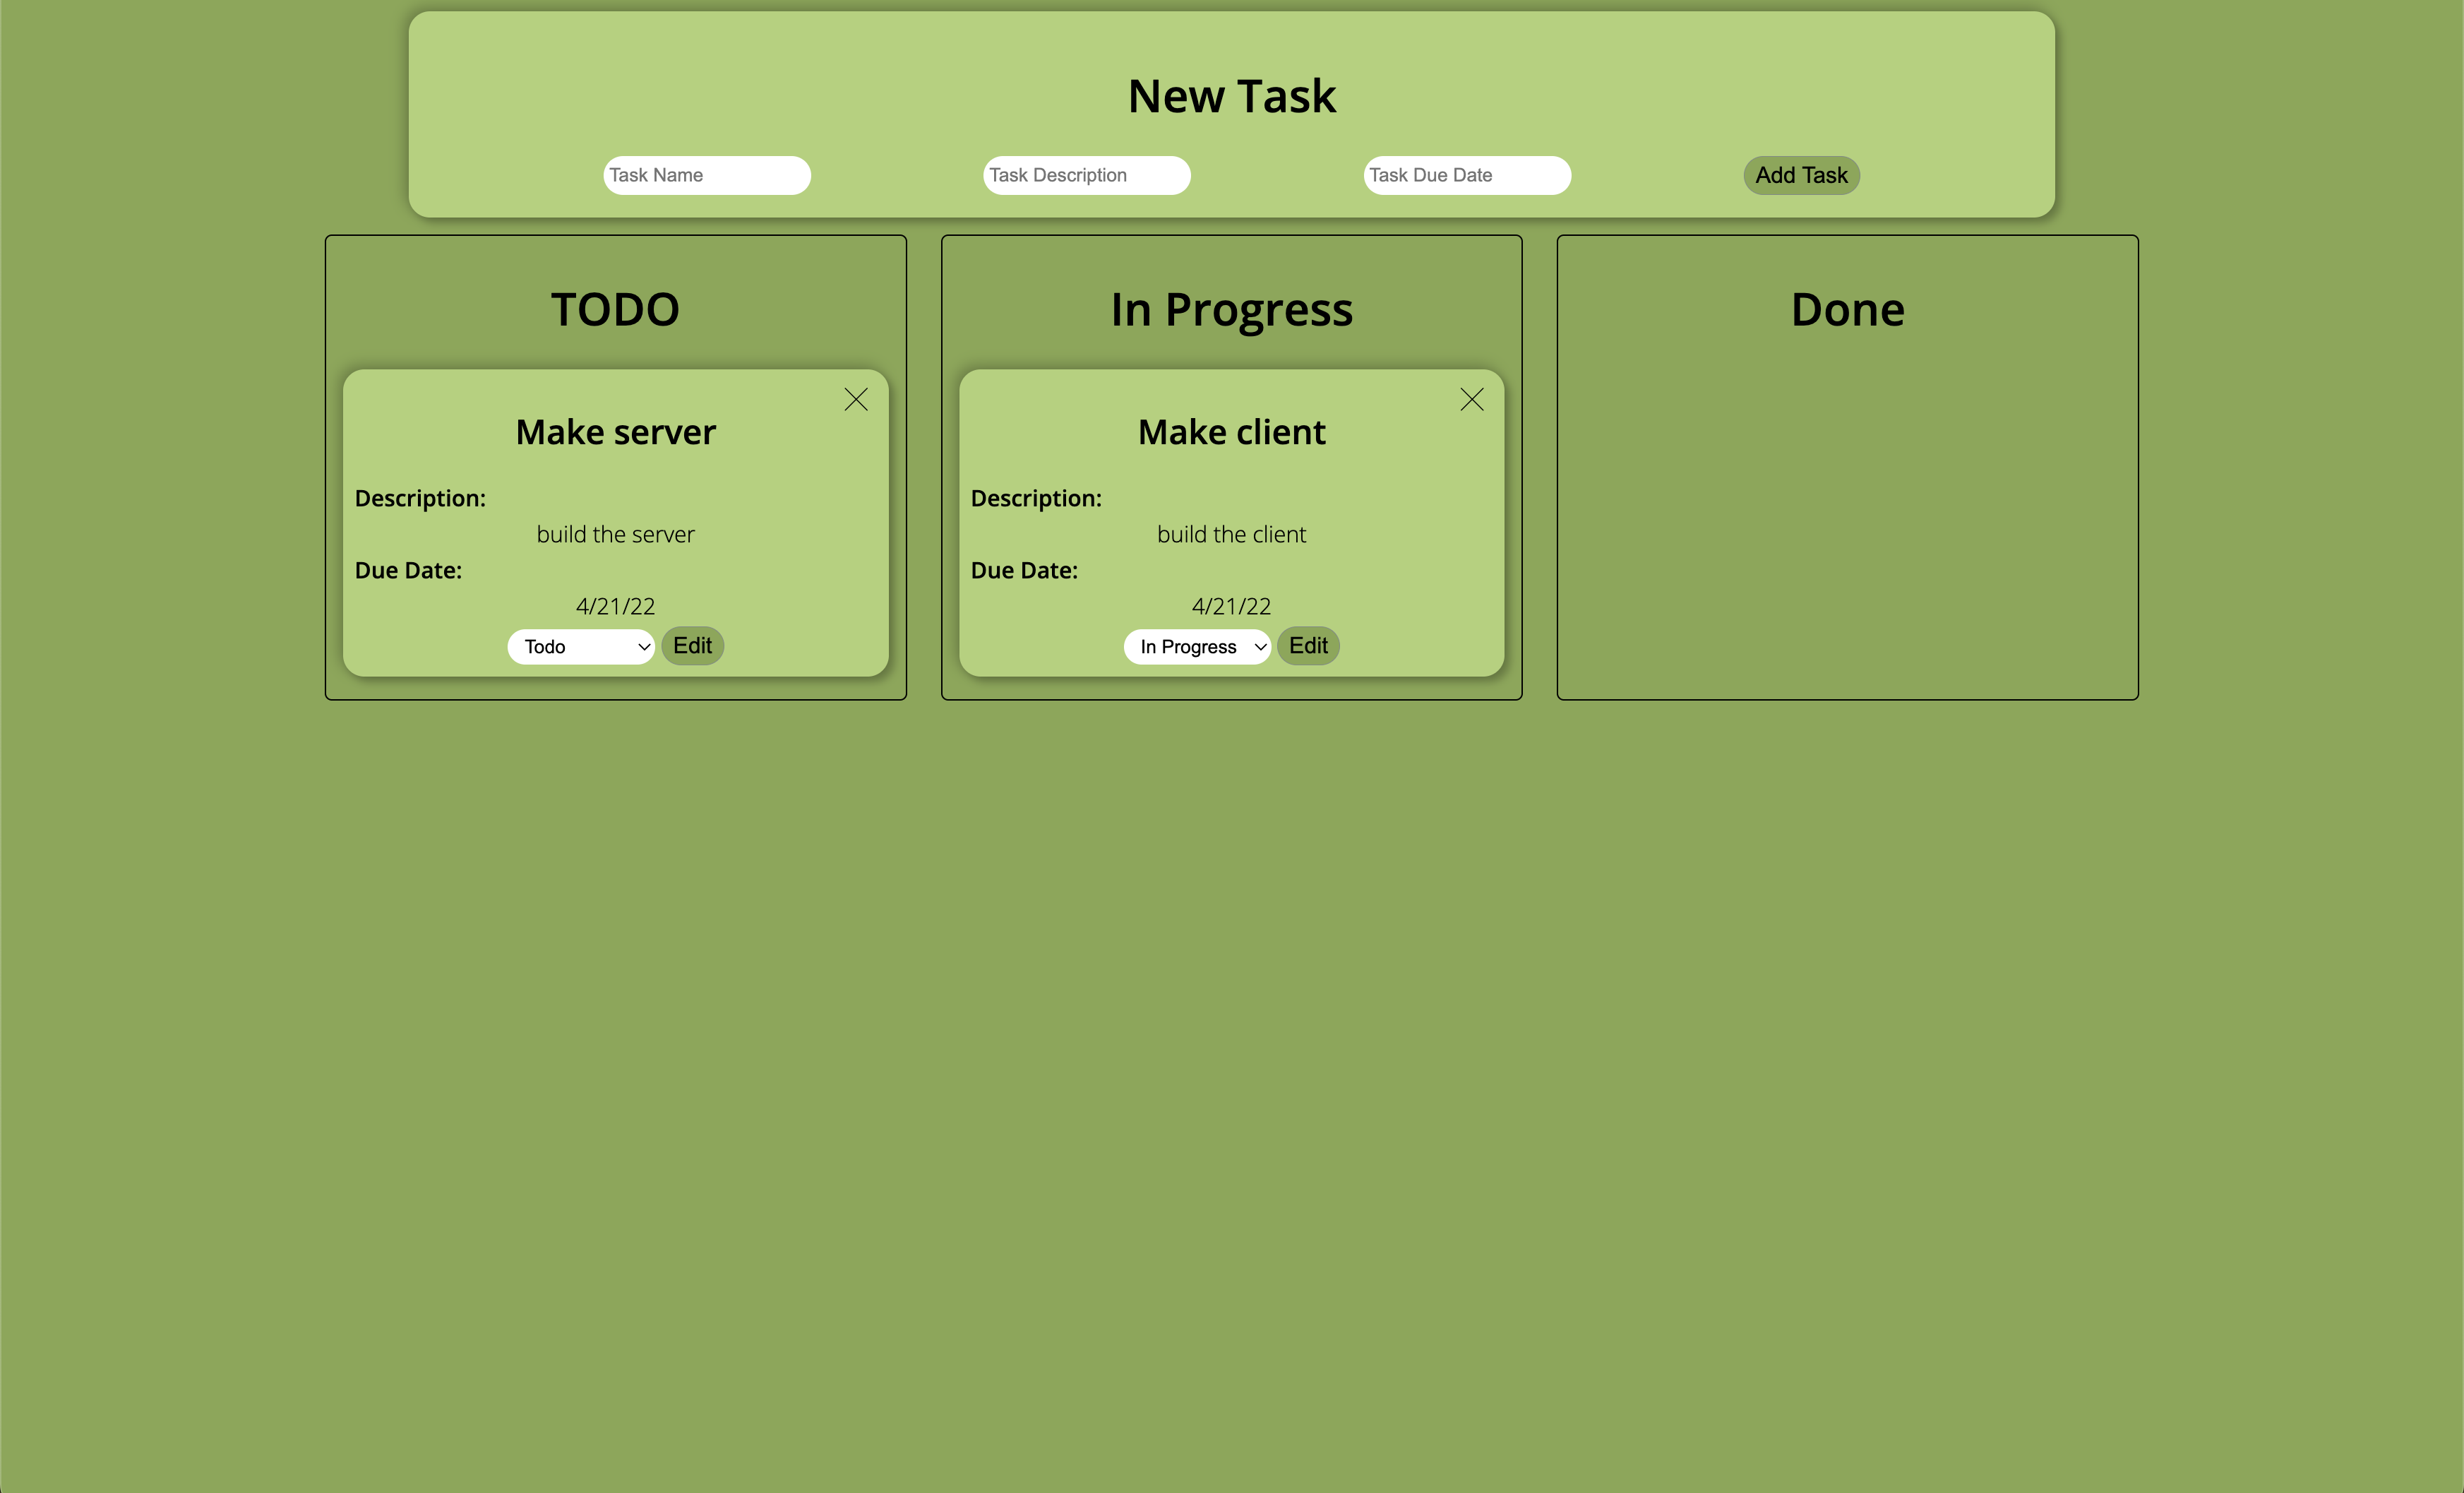 New Task
Task Name
Task Description
Task Due Date
Add Task
TODO
Make server
Description:
build the server
Due Date:
4/21/22
Todo
Edit
In Progress
Make client
Description:
build the client
Due Date:
4/21/22
In Progress
Edit
Done